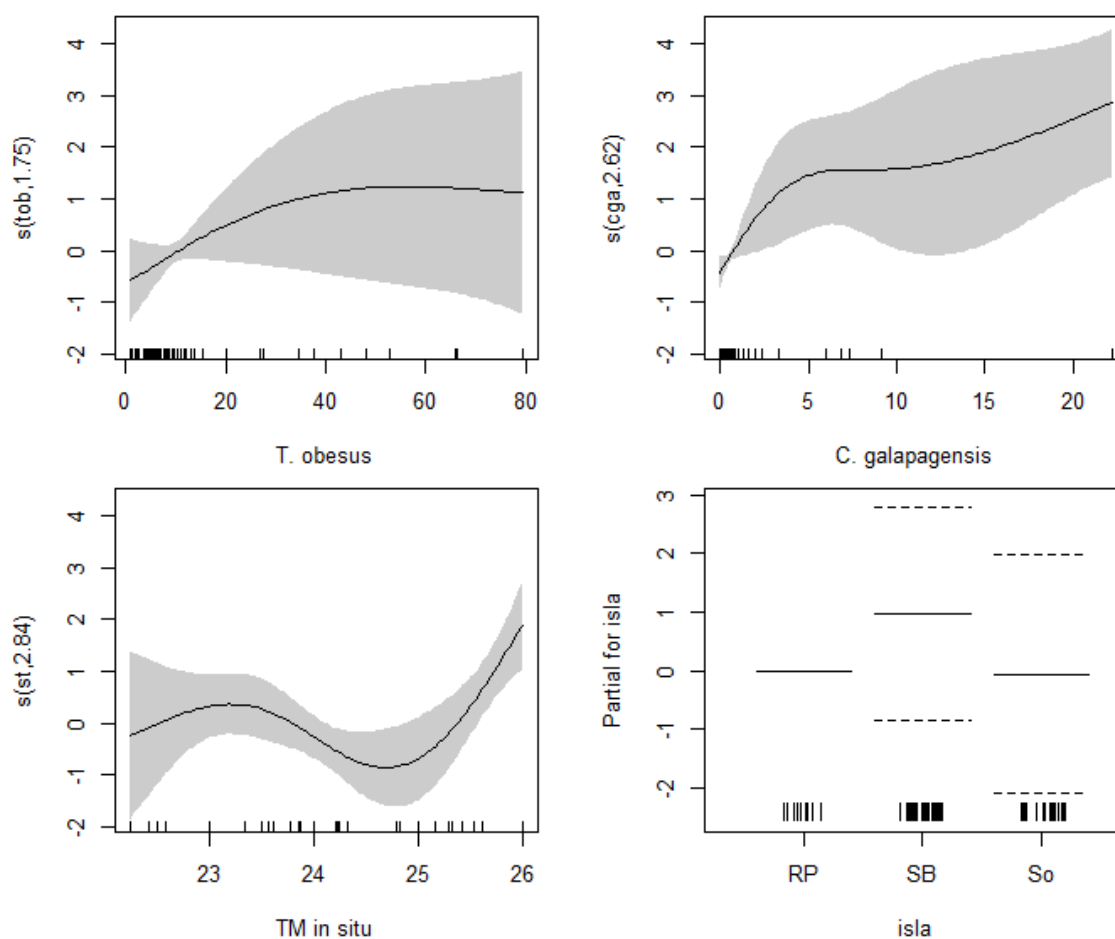 4
3
2
1
0
-1
-2
s(tob,1.75)
0 20 40 60 80
T. obesus
4
3
2
1
0
-1
-2
s(cga,2.62)
0 5 10 15 20
C. galapagensis
4
3
2
1
0
-1
-2
s(st,2.84)
23 24 25 26
TM in situ
3
2
1
0
-1
-2
Partial for isla
RP SB So
isla